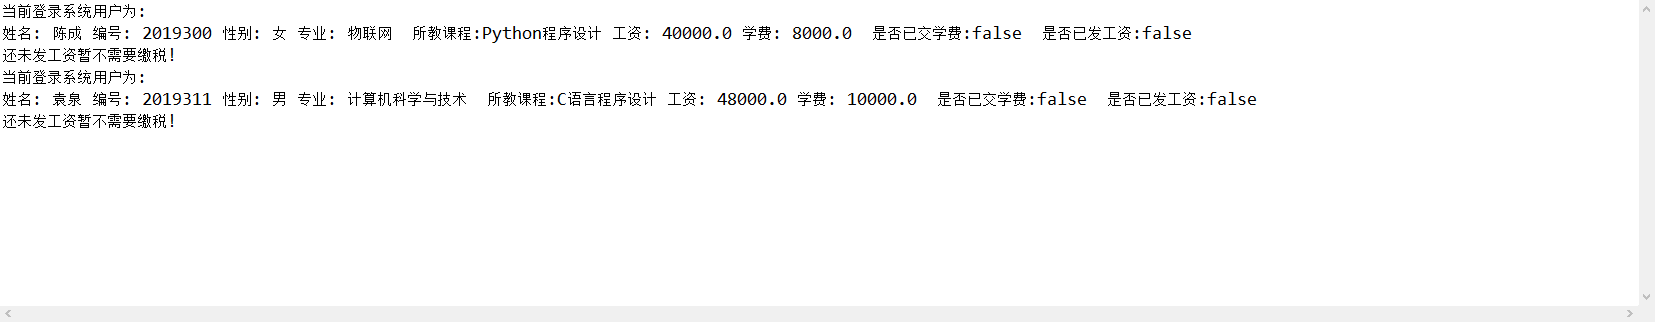 当前登录系统用户为:
姓名: 陈成 编号: 2019300 性别: 女 专业: 物联网  所教课程:Python程序设计 工资: 40000.0 学费: 8000.0  是否已交学费:false  是否已发工资:false
还未发工资暂不需要缴税!
当前登录系统用户为:
姓名: 袁泉 编号: 2019311 性别: 男 专业: 计算机科学与技术  所教课程:C语言程序设计 工资: 48000.0 学费: 10000.0  是否已交学费:false  是否已发工资:false
还未发工资暂不需要缴税!